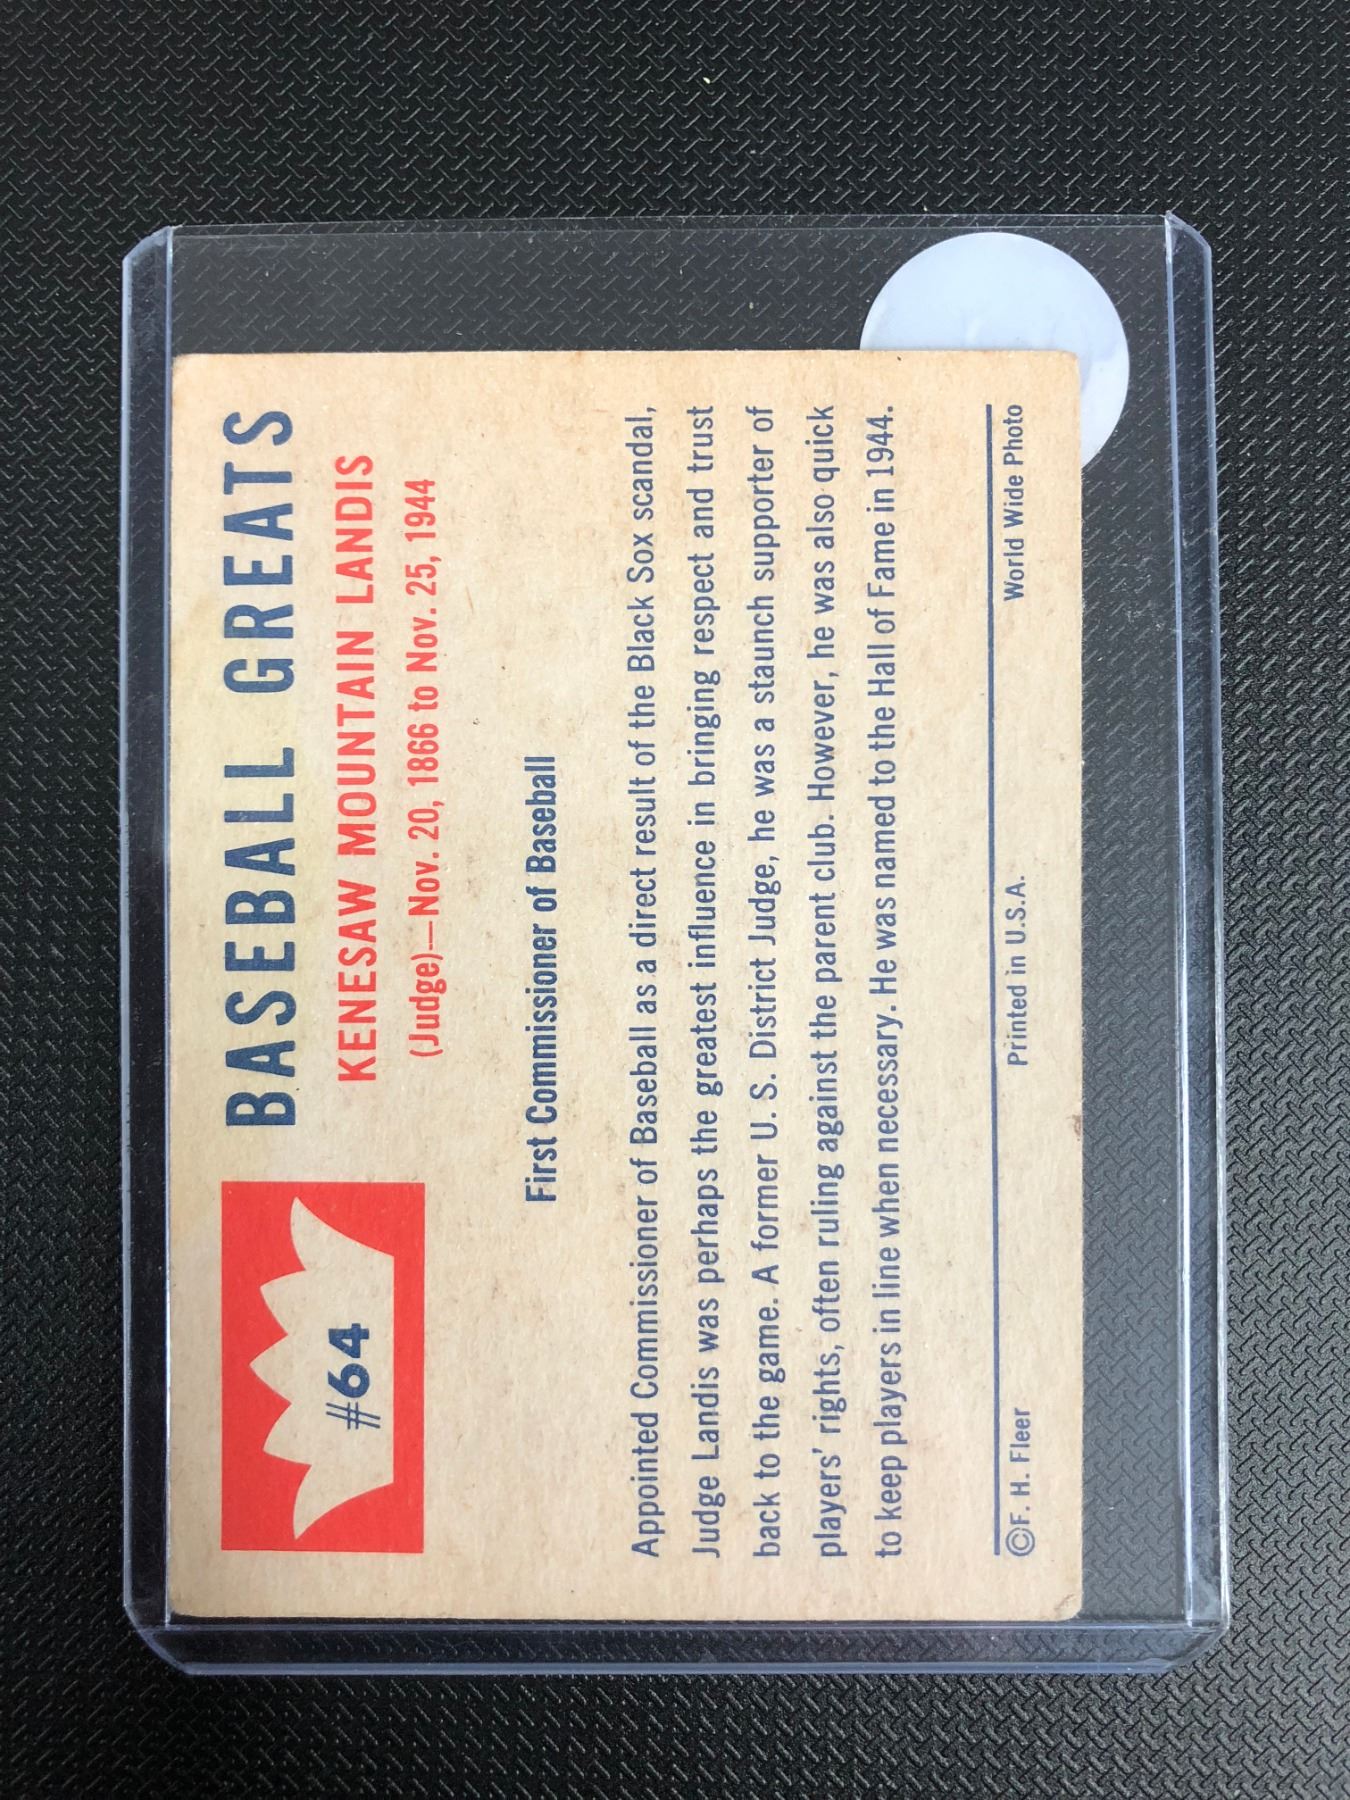 #64
BASEBALL GREATS
KENESAW MOUNTAIN LANDIS
(Judge)—Nov. 20, 1866 to Nov. 25, 1944
First Commissioner of Baseball
Appointed Commissioner of Baseball as a direct result of the Black Sox scandal,
Judge Landis was perhaps the greatest influence in bringing respect and trust
back to the game. A former U. S. District Judge, he was a staunch supporter of
players' rights, often ruling against the parent club. However, he was also quick
to keep players in line when necessary. He was named to the Hall of Fame in 1944.
©F. H. Fleer Printed in U.S.A. World Wide Photo